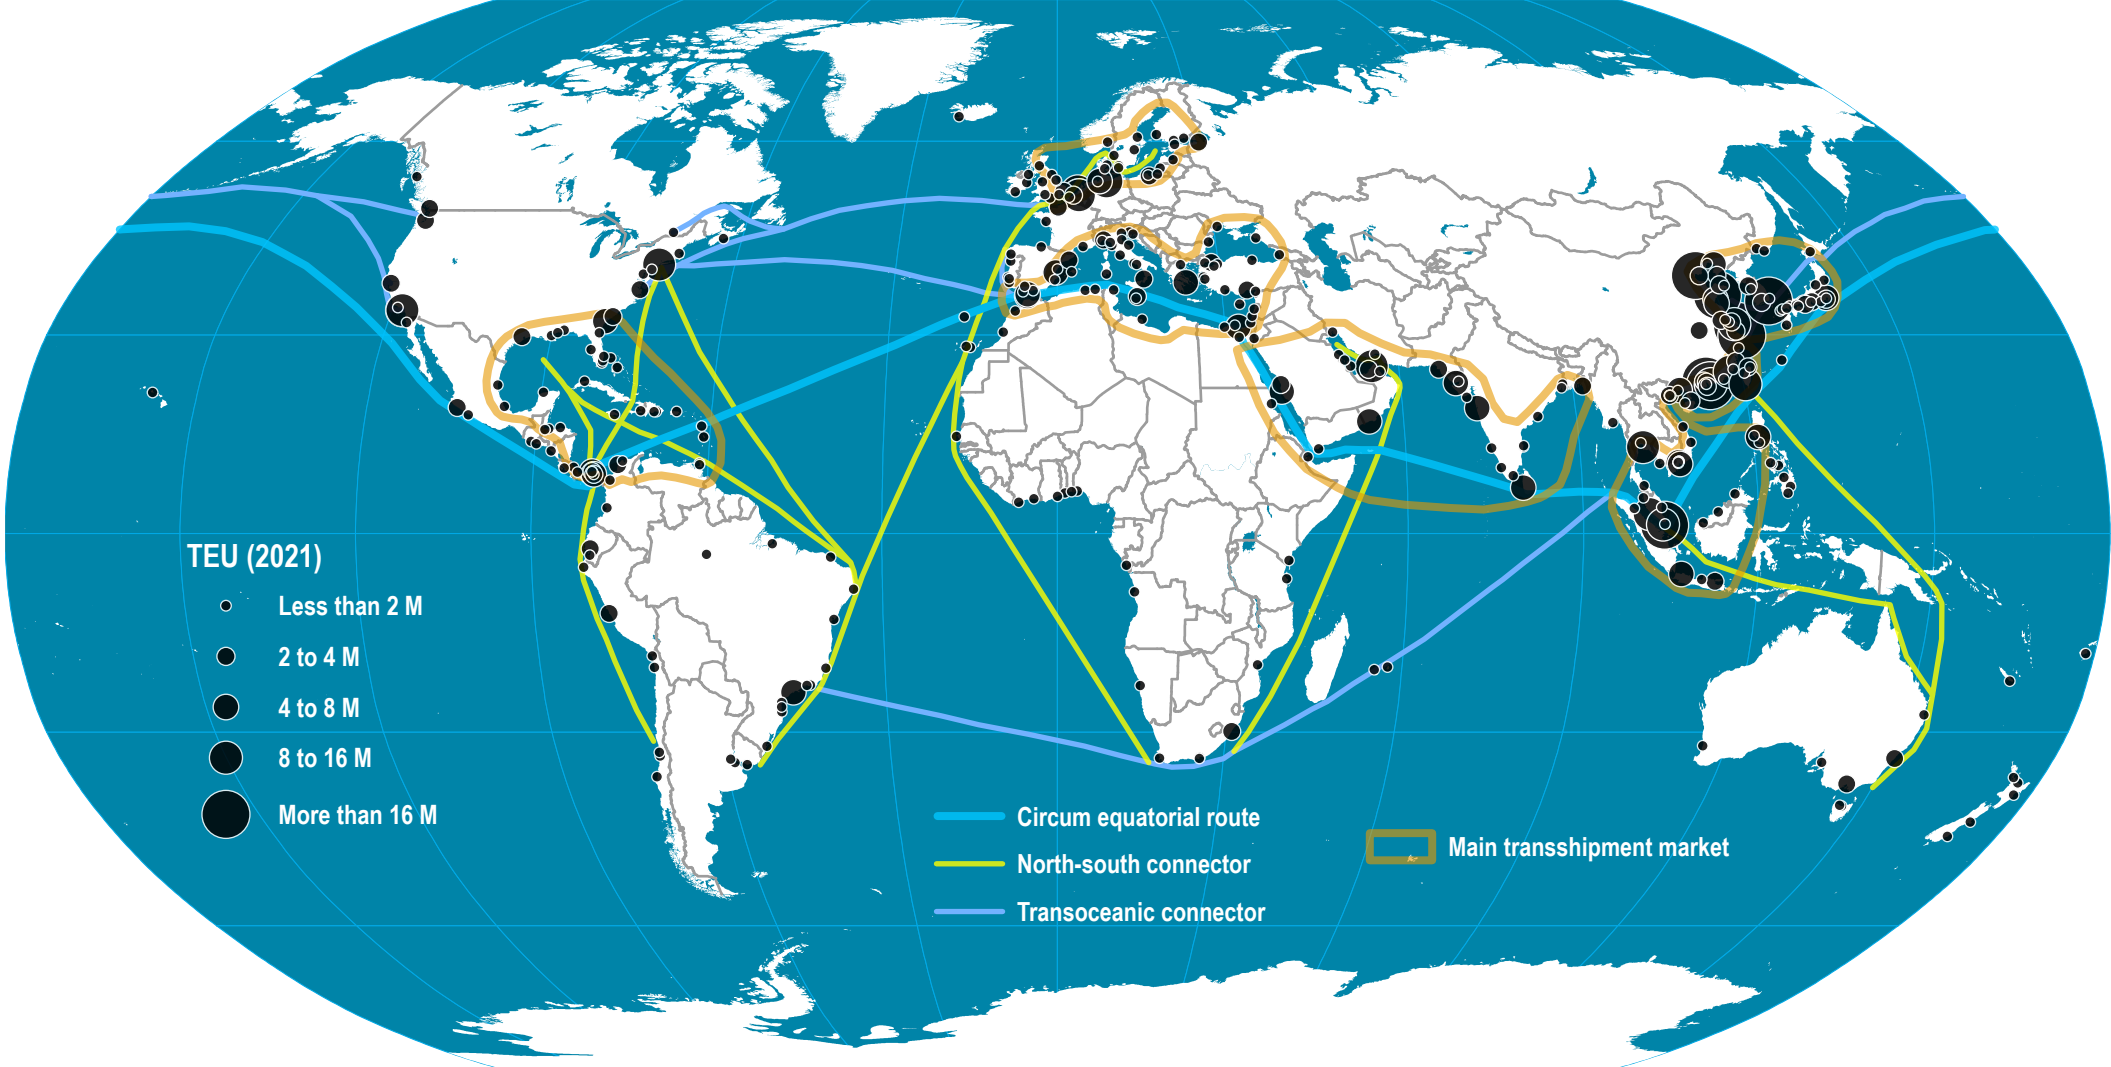 TEU (2021)
Less than 2 M
2 to 4 M
4 to 8 M
8 to 16 M
More than 16 M
Circum equatorial route
North-south connector
Transoceanic connector
Main transshipment market